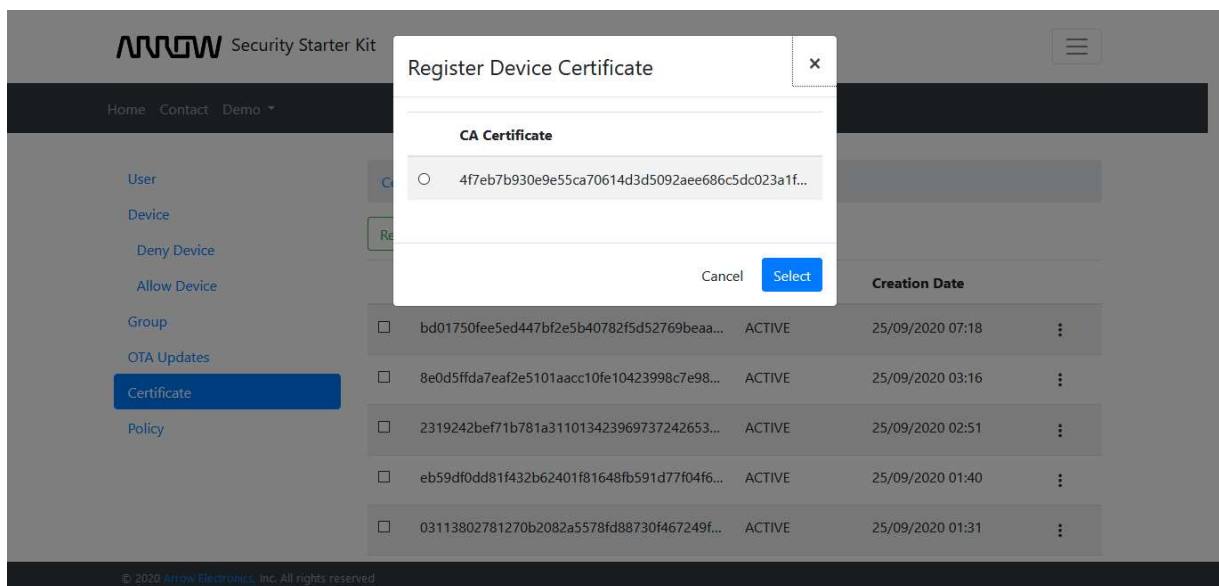 ARROW Security Starter Kit
Register Device Certificate ×
Home Contact Demo
CA Certificate
4f7eb7b930e9e55ca70614d3d5092aee686c5dc023a1f...
User
Device
Deny Device
Allow Device
Cancel Select
Creation Date
Group
bd01750fee5ed447bf2e5b40782f5d52769beaa... ACTIVE 25/09/2020 07:18
OTA Updates
8e0d5ffda7eaf2e5101aacc10fe10423998c7e98... ACTIVE 25/09/2020 03:16
Certificate
Policy
2319242bef71b781a311013423969737242653... ACTIVE 25/09/2020 02:51
eb59df0dd81f432b62401f81648fb591d77f04f6... ACTIVE 25/09/2020 01:40
03113802781270b2082a5578fd88730f467249f... ACTIVE 25/09/2020 01:31
© 2020 Arrow Electronics, Inc. All rights reserved